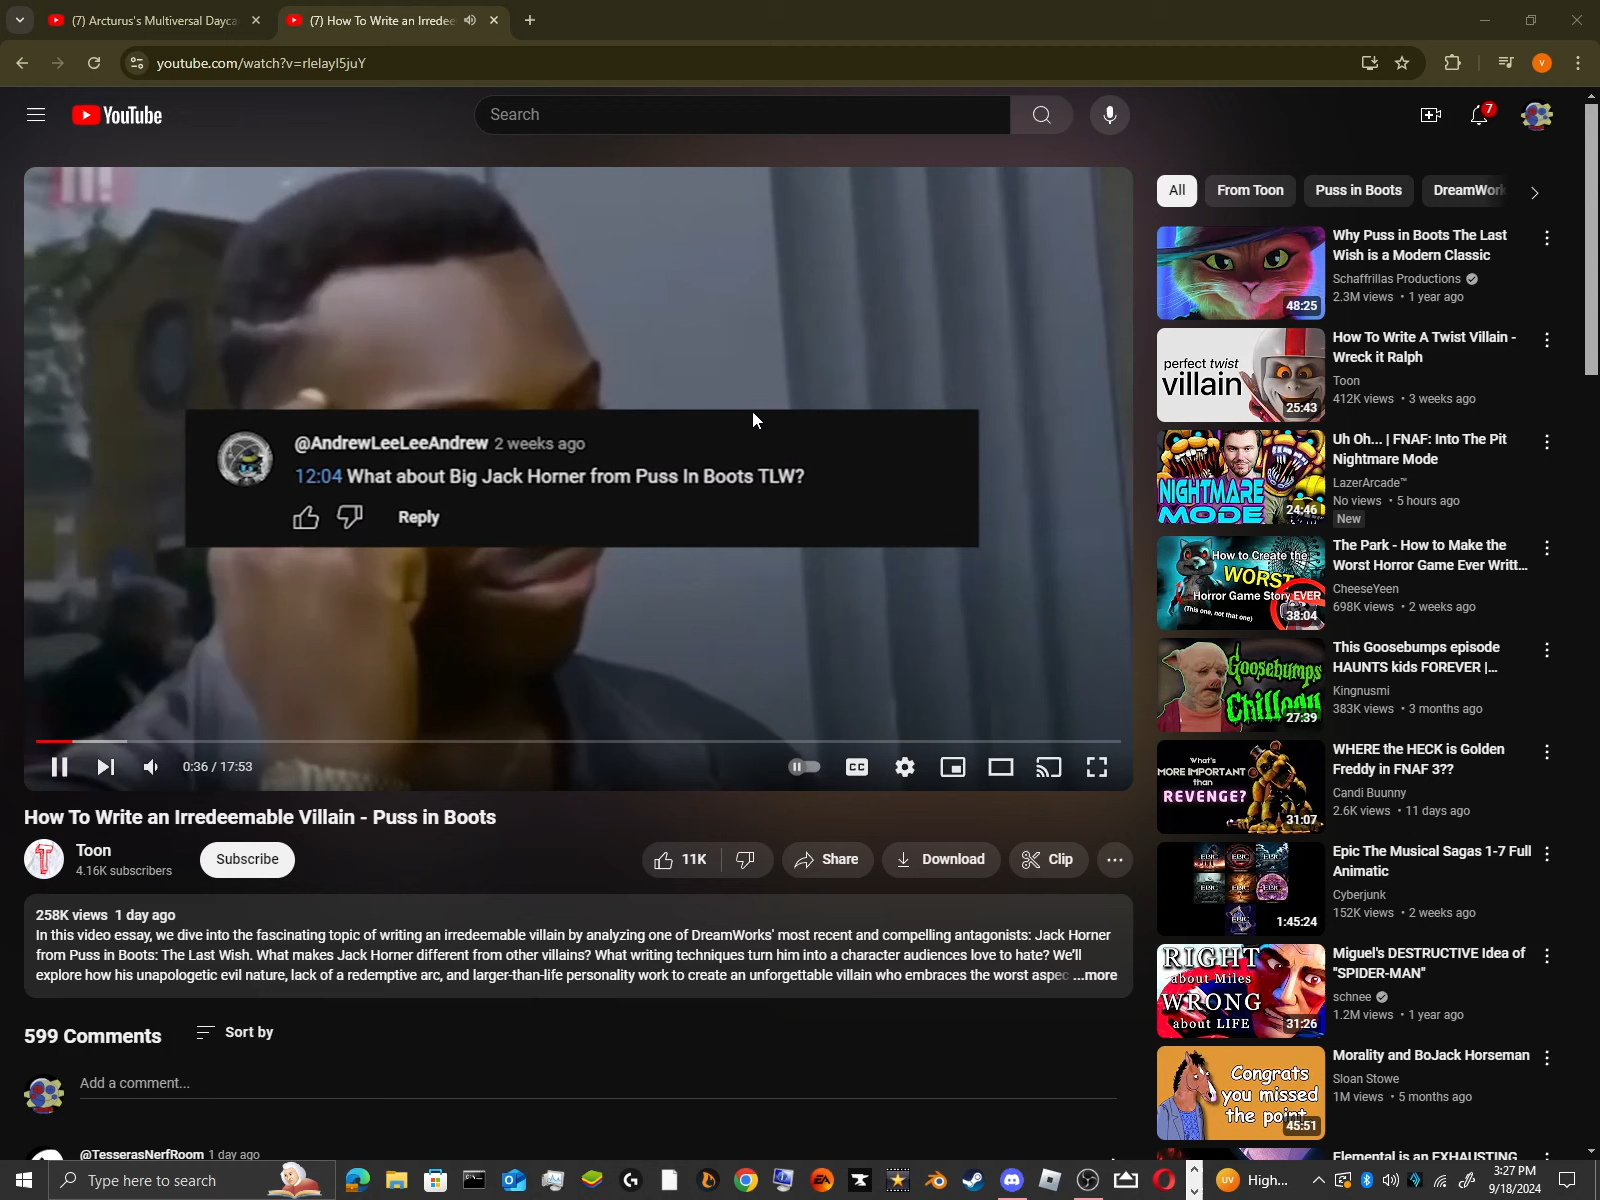 (7) Arcturus's Multiversal Dayca
(7) How To Write an Irredee
youtube.com/watch?v=rlelayl5juY
YouTube
Search
7
V
@AndrewLeeLeeAndrew 2 weeks ago
12:04 What about Big Jack Horner from Puss In Boots TLW?
Reply
0:36 / 17:53
CC
How To Write an Irredeemable Villain - Puss in Boots
Toon
4.16K subscribers
Subscribe
11K
Share
Download
Clip
258K views 1 day ago
In this video essay, we dive into the fascinating topic of writing an irredeemable villain by analyzing one of DreamWorks' most recent and compelling antagonists: Jack Horner
from Puss in Boots: The Last Wish. What makes Jack Horner different from other villains? What writing techniques turn him into a character audiences love to hate? We'll
explore how his unapologetic evil nature, lack of a redemptive arc, and larger-than-life personality work to create an unforgettable villain who embraces the worst aspec ...more
599 Comments
Sort by
Add a comment...
@TesserasNerfRoom 1 day ago
All
From Toon
Puss in Boots
DreamWork
48:25
Why Puss in Boots The Last
Wish is a Modern Classic
Schaffrillas Productions
2.3M views • 1 year ago
perfect twist
villain
25:43
How To Write A Twist Villain -
Wreck it Ralph
Toon
412K views • 3 weeks ago
NIGHTMARE
MODE
24:46
Uh Oh... | FNAF: Into The Pit
Nightmare Mode
LazerArcade™
No views • 5 hours ago
New
How to Create the
WORST
Horror Game Story EVER
(This one, not that one)
38:04
The Park - How to Make the
Worst Horror Game Ever Writt...
CheeseYeen
698K views • 2 weeks ago
Goosebumps
Chillogy
27:39
This Goosebumps episode
HAUNTS kids FOREVER |...
Kingnusmi
383K views • 3 months ago
What's
MORE IMPORTANT
than
REVENGE?
31:07
WHERE the HECK is Golden
Freddy in FNAF 3??
Candi Buunny
2.6K views • 11 days ago
EPIC
EPIC
EPIC
EPIC
EPIC
EPIC
1:45:24
Epic The Musical Sagas 1-7 Full
Animatic
Cyberjunk
152K views • 2 weeks ago
RIGHT
about Miles
WRONG
about LIFE
31:26
Miguel's DESTRUCTIVE Idea of
"SPIDER-MAN"
schnee
1.2M views • 1 year ago
Congrats
you missed
the point
45:51
Morality and BoJack Horseman
Sloan Stowe
1M views • 5 months ago
Elemental is an EXHAUSTING
Type here to search
EA
UV
High...
3:27 PM
9/18/2024